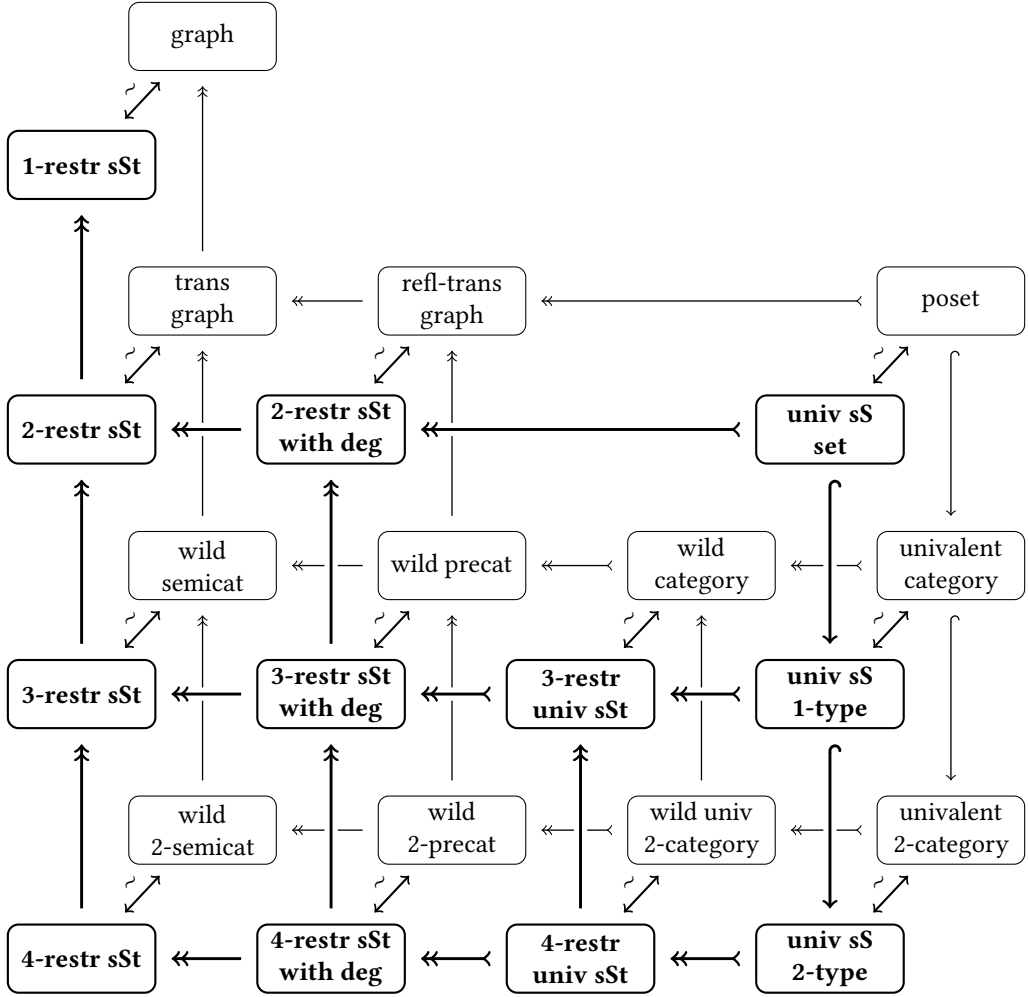 graph
1-restr sSt
trans
graph
refl-trans
graph
poset
2-restr sSt
2-restr sSt
with deg
univ sS
set
wild
semicat
wild precat
wild
category
univalent
category
3-restr sSt
3-restr sSt
with deg
3-restr
univ sSt
univ sS
1-type
wild
2-semicat
wild
2-precat
wild univ
2-category
univalent
2-category
4-restr sSt
4-restr sSt
with deg
4-restr
univ sSt
univ sS
2-type